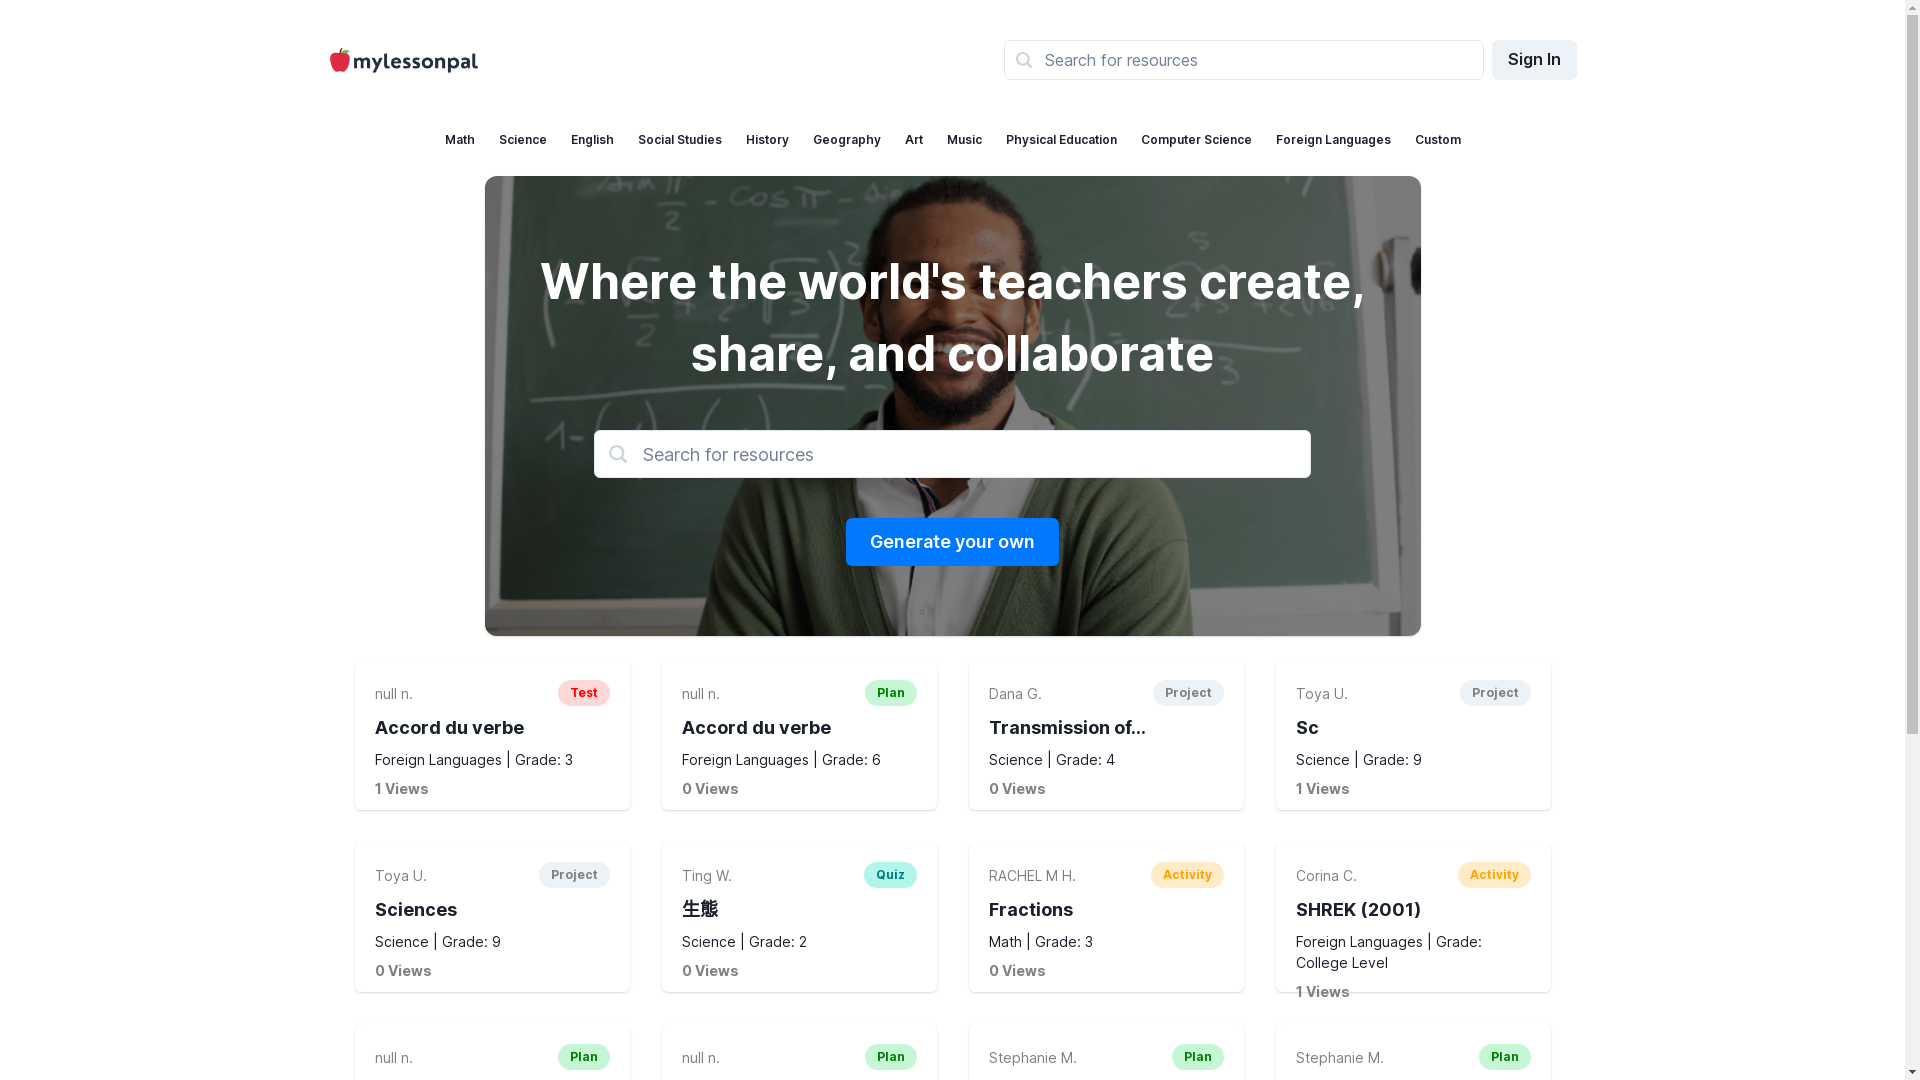 mylessonpal
Search for resources
Sign In
Math
Science
English
Social Studies
History
Geography
Art
Music
Physical Education
Computer Science
Foreign Languages
Custom
Where the world's teachers create,
share, and collaborate
Search for resources
Generate your own
null n.
Test
Accord du verbe
Foreign Languages | Grade: 3
1 Views
null n.
Plan
Accord du verbe
Foreign Languages | Grade: 6
0 Views
Dana G.
Project
Transmission of...
Science | Grade: 4
0 Views
Toya U.
Project
Sc
Science | Grade: 9
1 Views
Toya U.
Project
Sciences
Science | Grade: 9
0 Views
Ting W.
Quiz
生態
Science | Grade: 2
0 Views
RACHEL M H.
Activity
Fractions
Math | Grade: 3
0 Views
Corina C.
Activity
SHREK (2001)
Foreign Languages | Grade:
College Level
1 Views
null n.
Plan
null n.
Plan
Stephanie M.
Plan
Stephanie M.
Plan